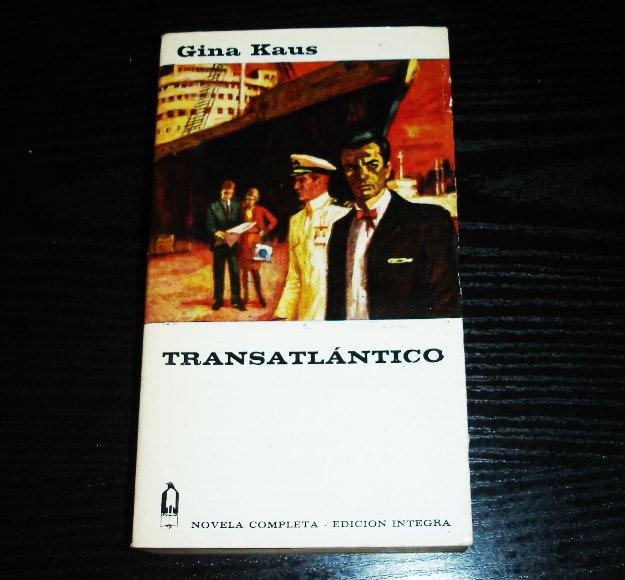 Gina Kaus
TRANSATLÁNTICO
NOVELA COMPLETA - EDICION INTEGRA